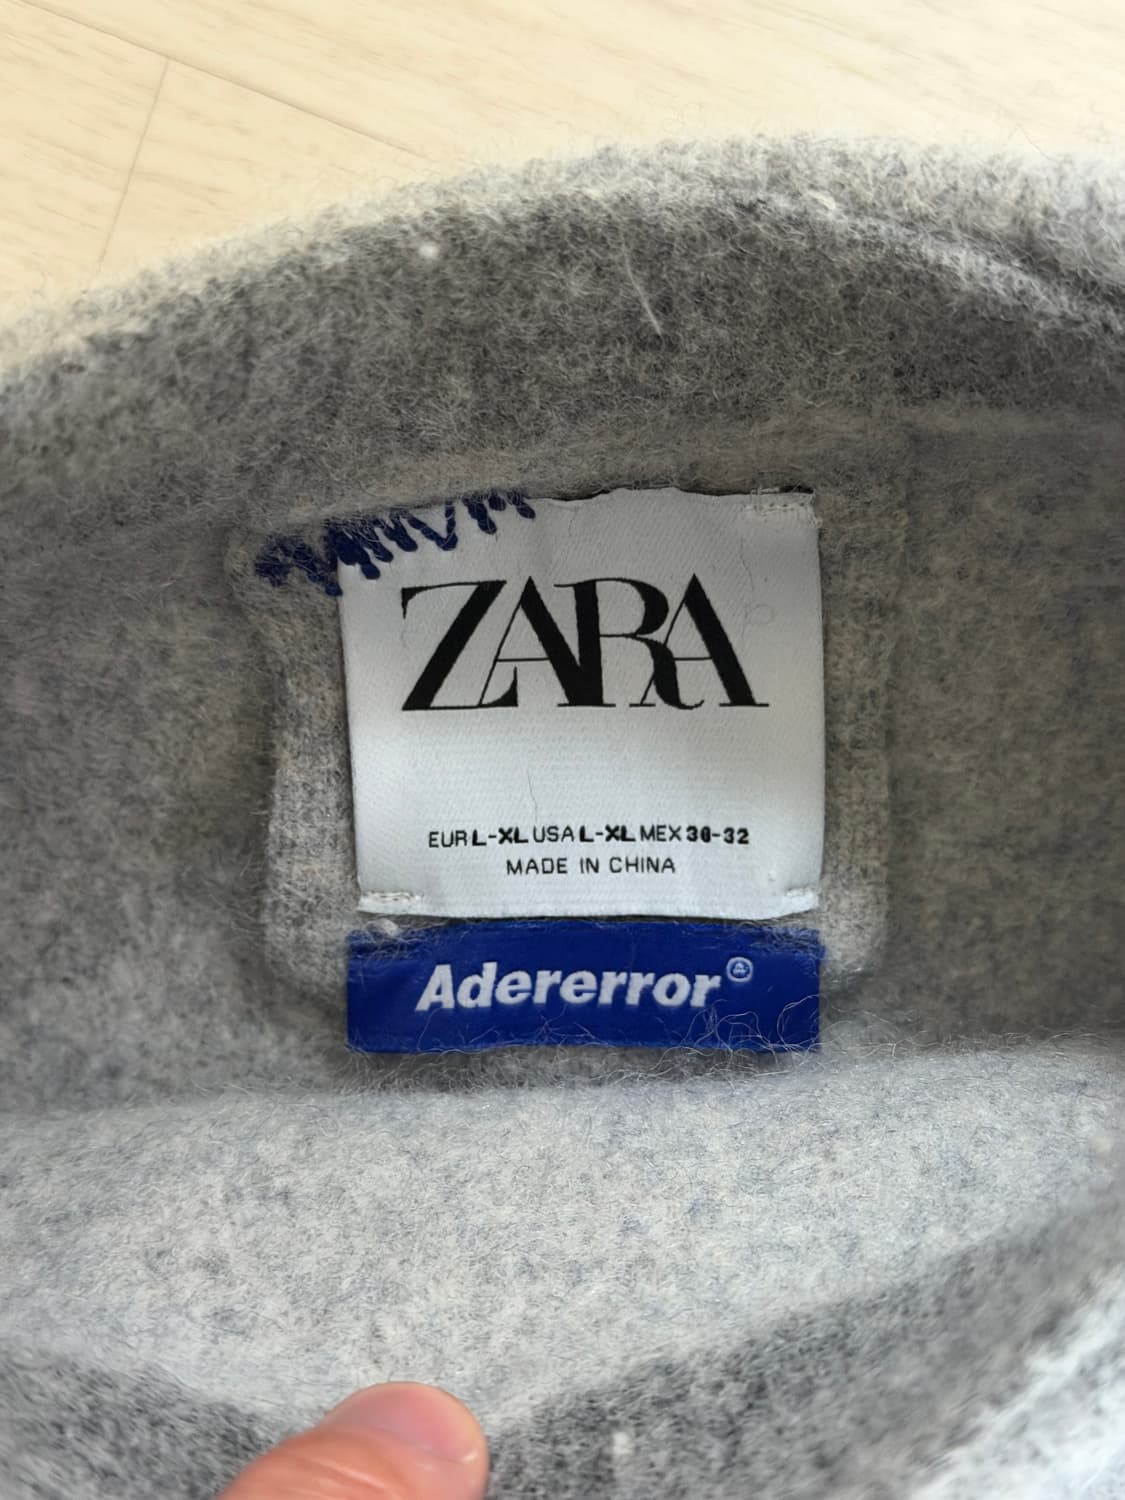 ZARA
EUR L-XL USA L-XL MEX 30-32
MADE IN CHINA
Adererror